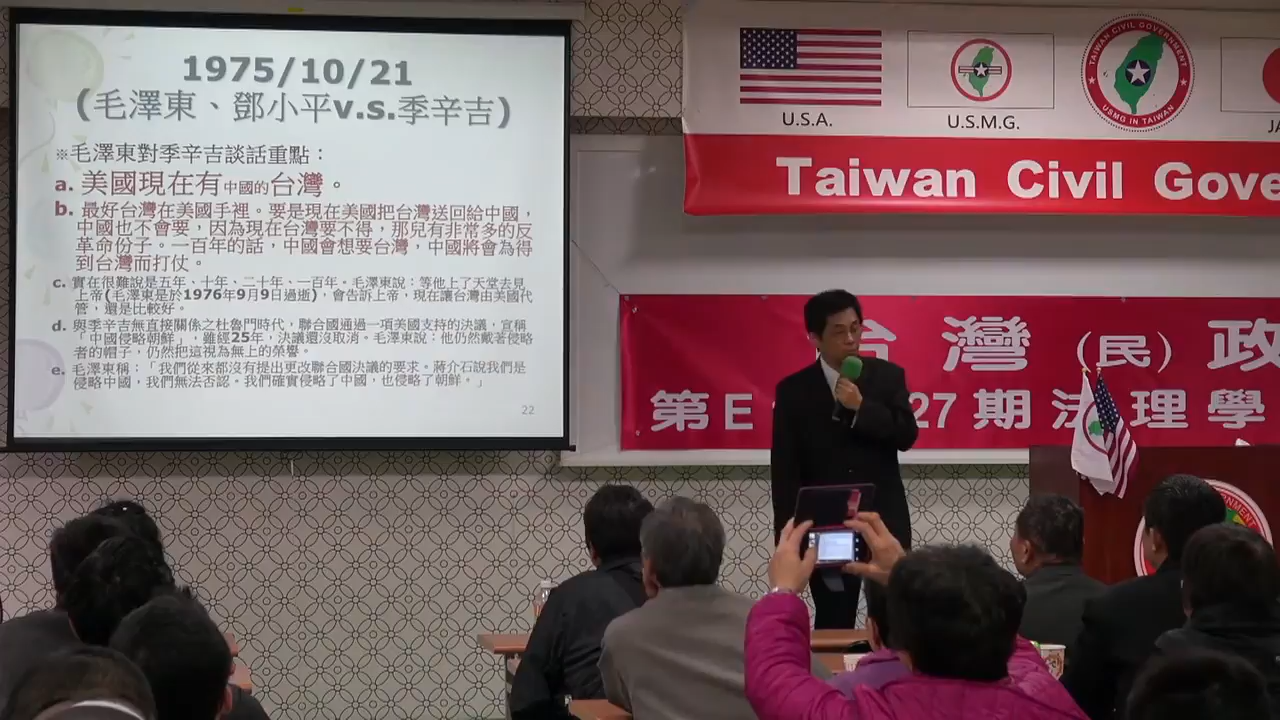 1975/10/21
(毛澤東、鄧小平v.s.季辛吉)
※毛澤東對季辛吉談話重點：
a. 美國現在有中國的台灣。
b. 最好台灣在美國手裡。要是現在美國把台灣送回給中國，
中國也不會要，因為現在台灣要不得，那兒有非常多的反
革命份子。一百年的話，中國會想要台灣，中國將會為得
到台灣而打仗。
c. 實在很難說是五年、十年、二十年、一百年。毛澤東說：等他上了天堂去見
上帝(毛澤東是於1976年9月9日過逝)，會告訴上帝，現在讓台灣由美國代
管，還是比較好。
d. 與季辛吉無直接關係之杜魯門時代，聯合國通過一項美國支持的決議，宣稱
「中國侵略朝鮮」，雖經25年，決議還沒取消。毛澤東說：他仍然戴著侵略
者的帽子，仍然把這視為無上的榮譽。
e. 毛澤東稱：「我們從來都沒有提出更改聯合國決議的要求。蔣介石說我們是
侵略中國，我們無法否認。我們確實侵略了中國，也侵略了朝鮮。」
22
U.S.A.
U.S.M.G.
TAIWAN CIVIL GOVERNMENT
USMG IN TAIWAN
JA
Taiwan Civil Gove
台灣（民）政
第E 27期法理學